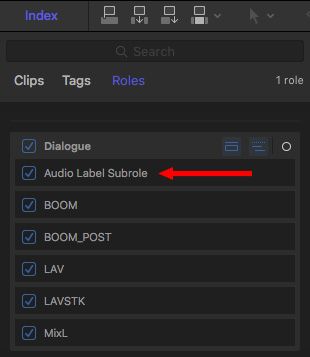 Index
Search
Clips Tags Roles 1 role
Dialogue
Audio Label Subrole
BOOM
BOOM_POST
LAV
LAVSTK
MixL